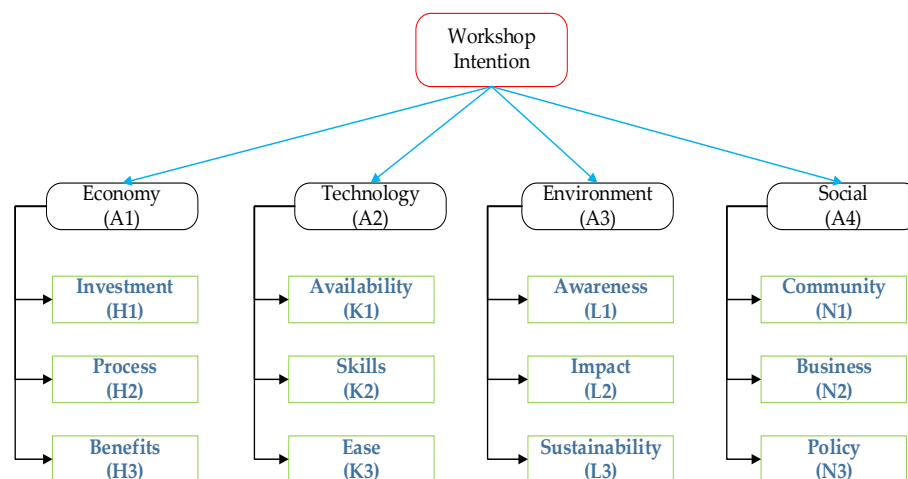 Workshop
Intention
Economy
(A1)
Technology
(A2)
Environment
(A3)
Social
(A4)
Investment
(H1)
Availability
(K1)
Awareness
(L1)
Community
(N1)
Process
(H2)
Skills
(K2)
Impact
(L2)
Business
(N2)
Benefits
(H3)
Ease
(K3)
Sustainability
(L3)
Policy
(N3)